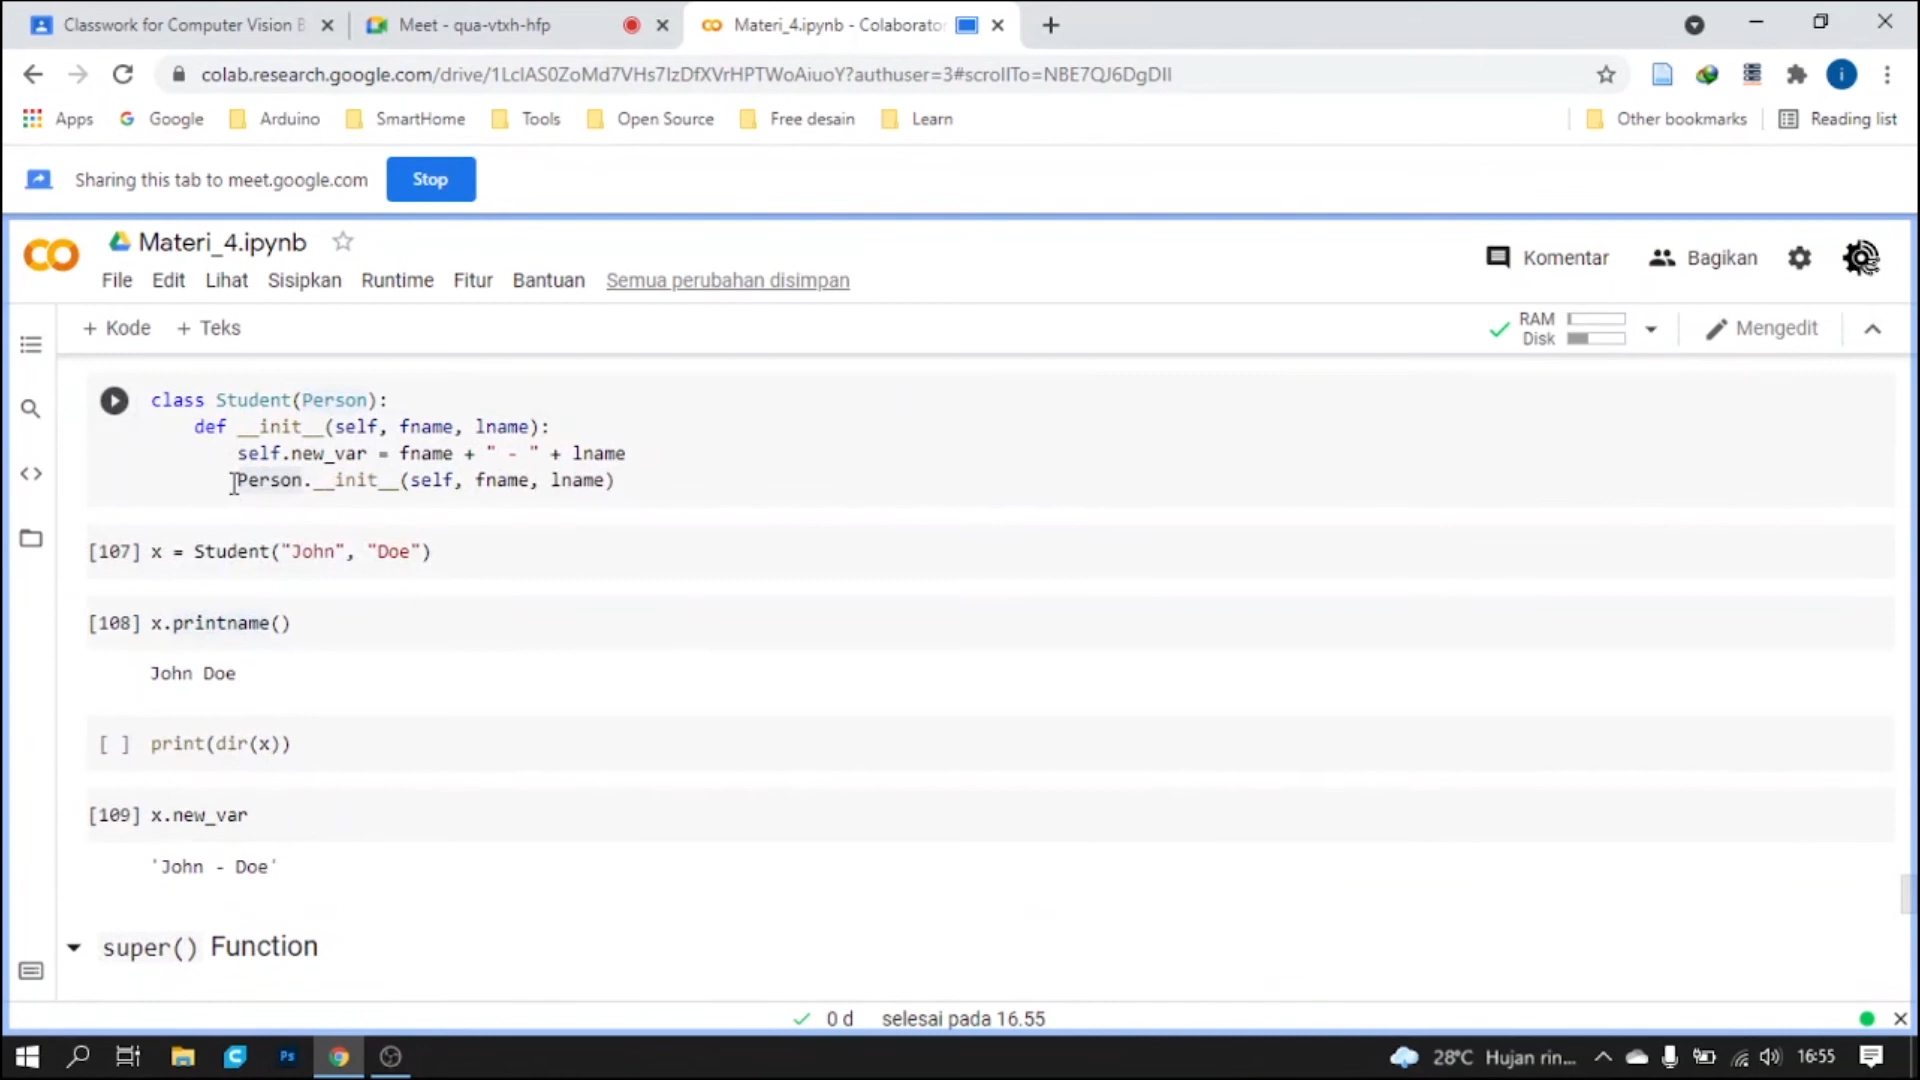 Classwork for Computer Vision B
Meet - qua-vtxh-hfp
Materi_4.ipynb - Colaborator
colab.research.google.com/drive/1LclAS0ZoMd7VHs7IzDfXVrHPTWoAiuoY?authuser=3#scrollTo=NBE7QJ6DgDII
Apps
Google
Arduino
SmartHome
Tools
Open Source
Free desain
Learn
Other bookmarks
Reading list
Sharing this tab to meet.google.com
Stop
Materi_4.ipynb
Komentar
Bagikan
File Edit Lihat Sisipkan Runtime Fitur Bantuan Semua perubahan disimpan
+ Kode + Teks
RAM
Disk
Mengedit
class Student(Person):
def __init__(self, fname, lname):
self.new_var = fname + " - " + lname
Person.__init__(self, fname, lname)
[107] x = Student("John", "Doe")
[108] x.printname()
John Doe
[ ] print(dir(x))
[109] x.new_var
'John - Doe'
super() Function
0 d selesai pada 16.55
Ps
28°C Hujan rin...
16:55